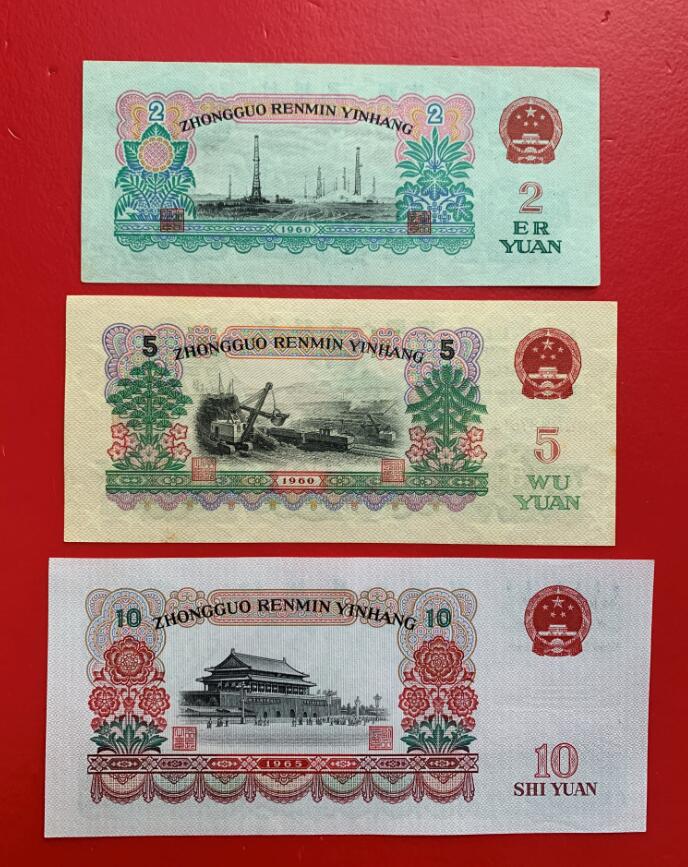 2 ZHONGGUO RENMIN YINHANG 2
1960
2
ER
YUAN
5 ZHONGGUO RENMIN YINHANG 5
1960
5
WU
YUAN
10 ZHONGGUO RENMIN YINHANG 10
1965
10
SHI YUAN